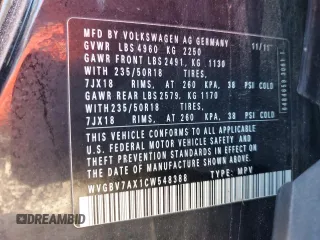 MFD BY VOLKSWAGEN AG GERMANY
GVWR LBS 4960 KG 2250 11/11
GAWR FRONT LBS 2491, KG 1130
WITH 235/50R18 TIRES,
7JX18 RIMS, AT 260 KPA, 38 PSI COLD
GAWR REAR LBS 2579, KG 1170
WITH 235/50R18 TIRES,
7JX18 RIMS, AT 260 KPA, 38 PSI COLD
THIS VEHICLE CONFORMS TO ALL APPLICABLE
U.S. FEDERAL MOTOR VEHICLE SAFETY AND
THEFT PREVENTION STANDARDS IN EFFECT ON THE
DATE OF MANUFACTURE SHOWN ABOVE.
WVGBV7AX1CW548388 TYPE: MPV